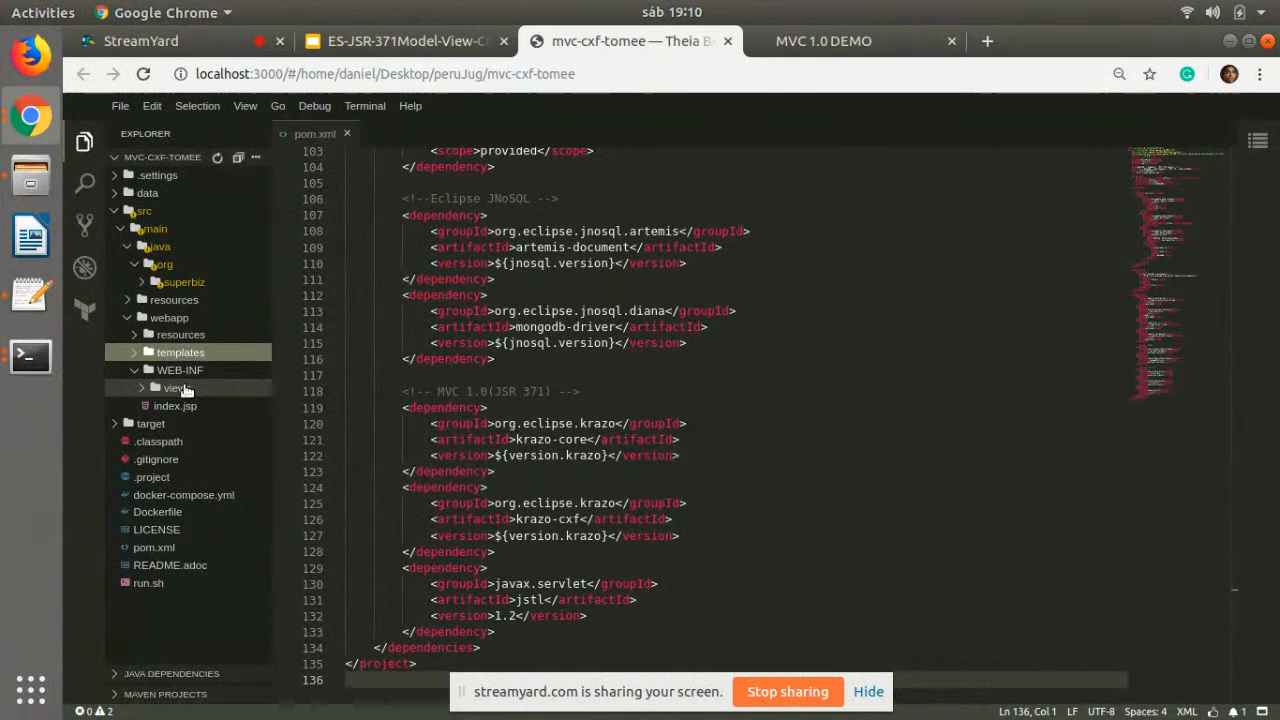 Activities
Google Chrome
sáb 19:10
StreamYard
ES-JSR-371Model-View-C
mvc-cxf-tomee — Theia B
MVC 1.0 DEMO
localhost:3000/#/home/daniel/Desktop/peruJug/mvc-cxf-tomee
File Edit Selection View Go Debug Terminal Help
EXPLORER
MVC-CXF-TOMEE
.settings
data
src
main
java
org
superbiz
resources
webapp
resources
templates
WEB-INF
index.jsp
target
.classpath
.gitignore
.project
docker-compose.yml
Dockerfile
LICENSE
pom.xml
README.adoc
run.sh
JAVA DEPENDENCIES
MAVEN PROJECTS
pom.xml
103 <scope>provided</scope>
104 </dependency>
105
106 <!--Eclipse JNoSQL -->
107 <dependency>
108 <groupId>org.eclipse.jnosql.artemis</groupId>
109 <artifactId>artemis-document</artifactId>
110 <version>${jnosql.version}</version>
111 </dependency>
112 <dependency>
113 <groupId>org.eclipse.jnosql.diana</groupId>
114 <artifactId>mongodb-driver</artifactId>
115 <version>${jnosql.version}</version>
116 </dependency>
117
118 <!-- MVC 1.0(JSR 371) -->
119 <dependency>
120 <groupId>org.eclipse.krazo</groupId>
121 <artifactId>krazo-core</artifactId>
122 <version>${version.krazo}</version>
123 </dependency>
124 <dependency>
125 <groupId>org.eclipse.krazo</groupId>
126 <artifactId>krazo-cxf</artifactId>
127 <version>${version.krazo}</version>
128 </dependency>
129 <dependency>
130 <groupId>javax.servlet</groupId>
131 <artifactId>jstl</artifactId>
132 <version>1.2</version>
133 </dependency>
134 </dependencies>
135 </project>
136
streamyard.com is sharing your screen.
Stop sharing
Hide
0 2
Ln 136, Col 1 LF UTF-8 Spaces: 4 XML 1